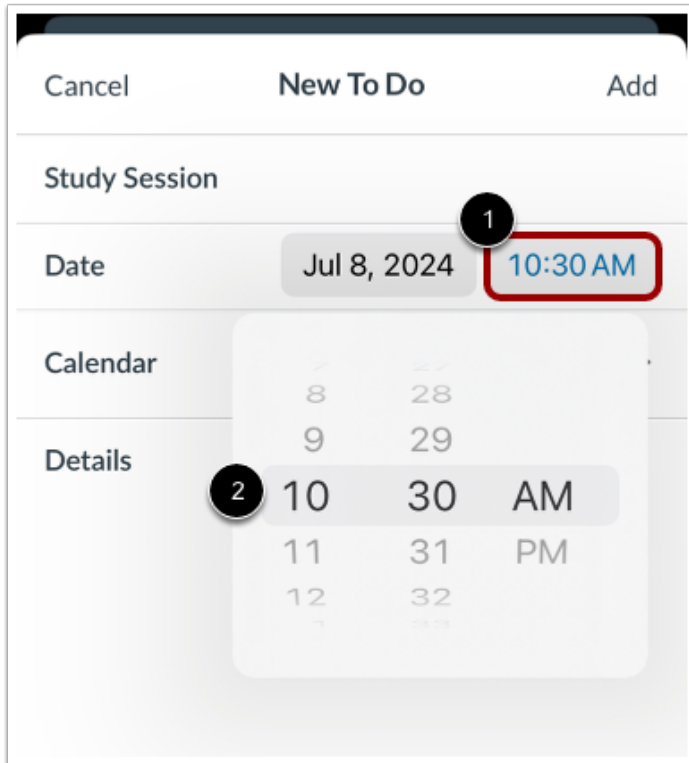 Cancel New To Do Add
Study Session
1
Date Jul 8, 2024 10:30 AM
Calendar
8 28
9 29
Details
2 10 30 AM
11 31 PM
12 32